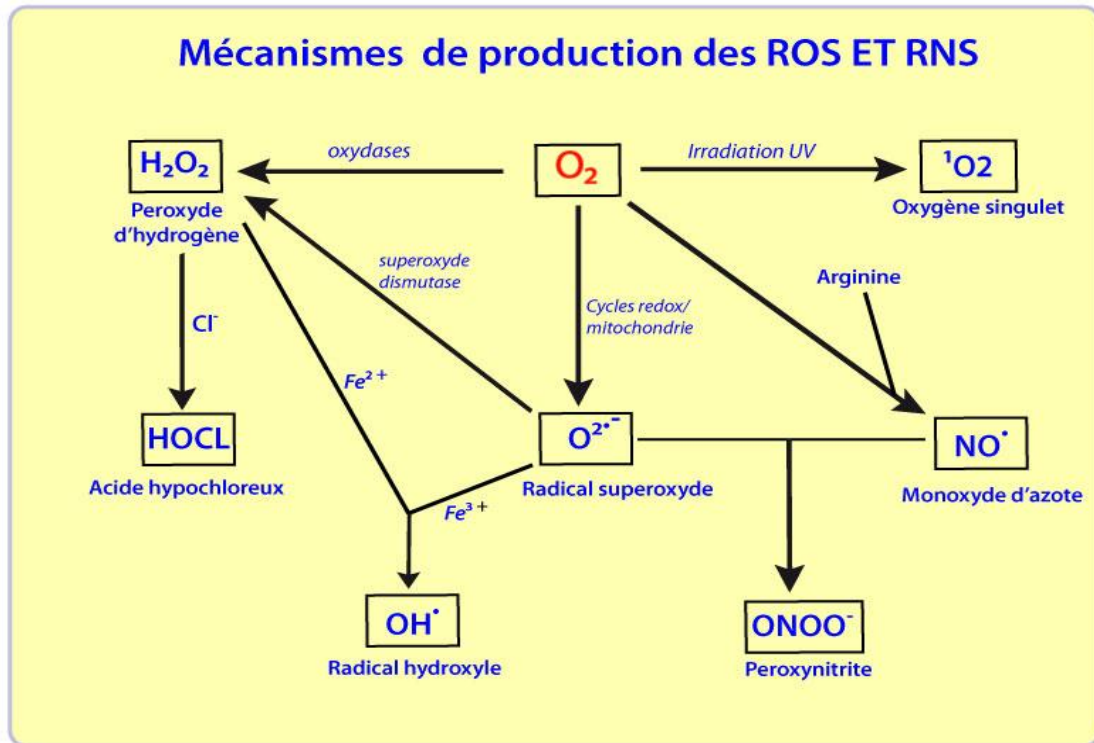 Mécanismes de production des ROS ET RNS
H₂O₂
oxydases
O₂
Irradiation UV
¹O2
Peroxyde
d'hydrogène
Oxygène singulet
superoxyde
dismutase
Arginine
Cycles redox/
mitochondrie
Cl⁻
Fe²⁺
HOCL
O²•⁻
NO•
Acide hypochloreux
Radical superoxyde
Monoxyde d'azote
Fe³⁺
OH•
ONOO⁻
Radical hydroxyle
Peroxynitrite